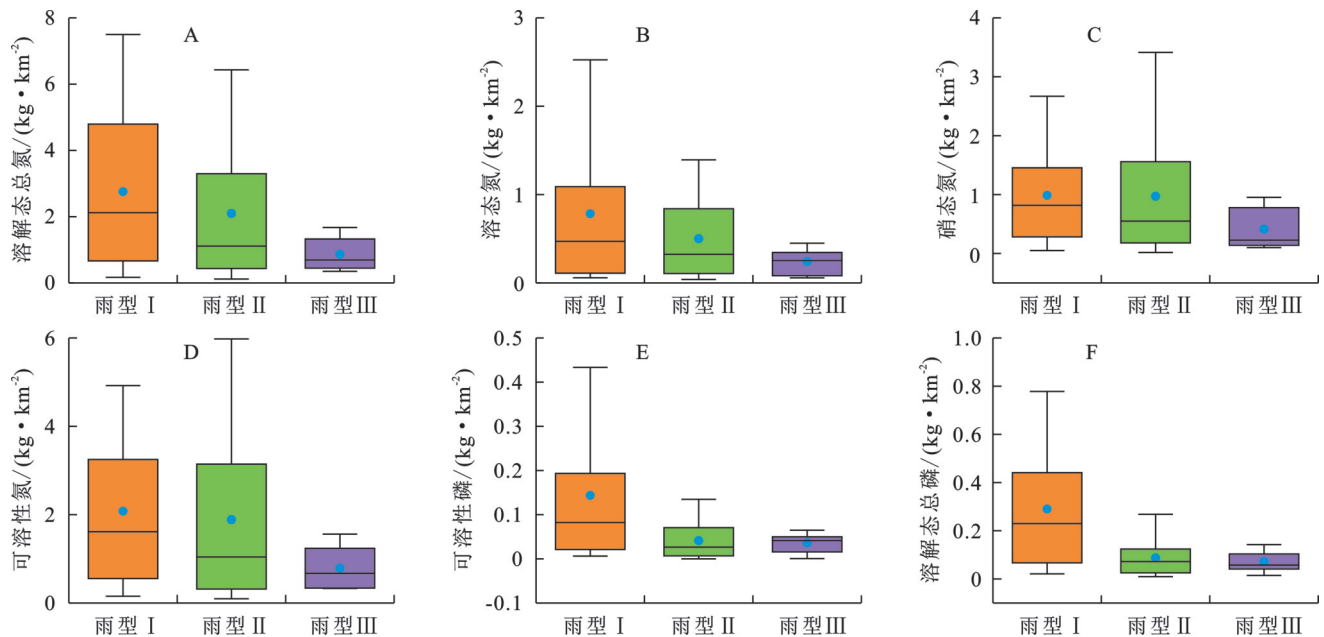 A
溶解态总氮/(kg·km⁻²)
8
6
4
2
0
雨型Ⅰ 雨型Ⅱ 雨型Ⅲ
B
溶态氮/(kg·km⁻²)
3
2
1
0
雨型Ⅰ 雨型Ⅱ 雨型Ⅲ
C
硝态氮/(kg·km⁻²)
4
3
2
1
0
雨型Ⅰ 雨型Ⅱ 雨型Ⅲ
D
可溶性氮/(kg·km⁻²)
6
4
2
0
雨型Ⅰ 雨型Ⅱ 雨型Ⅲ
E
可溶性磷/(kg·km⁻²)
0.5
0.4
0.3
0.2
0.1
0
-0.1
雨型Ⅰ 雨型Ⅱ 雨型Ⅲ
F
溶解态总磷/(kg·km⁻²)
1.0
0.8
0.6
0.4
0.2
0
雨型Ⅰ 雨型Ⅱ 雨型Ⅲ